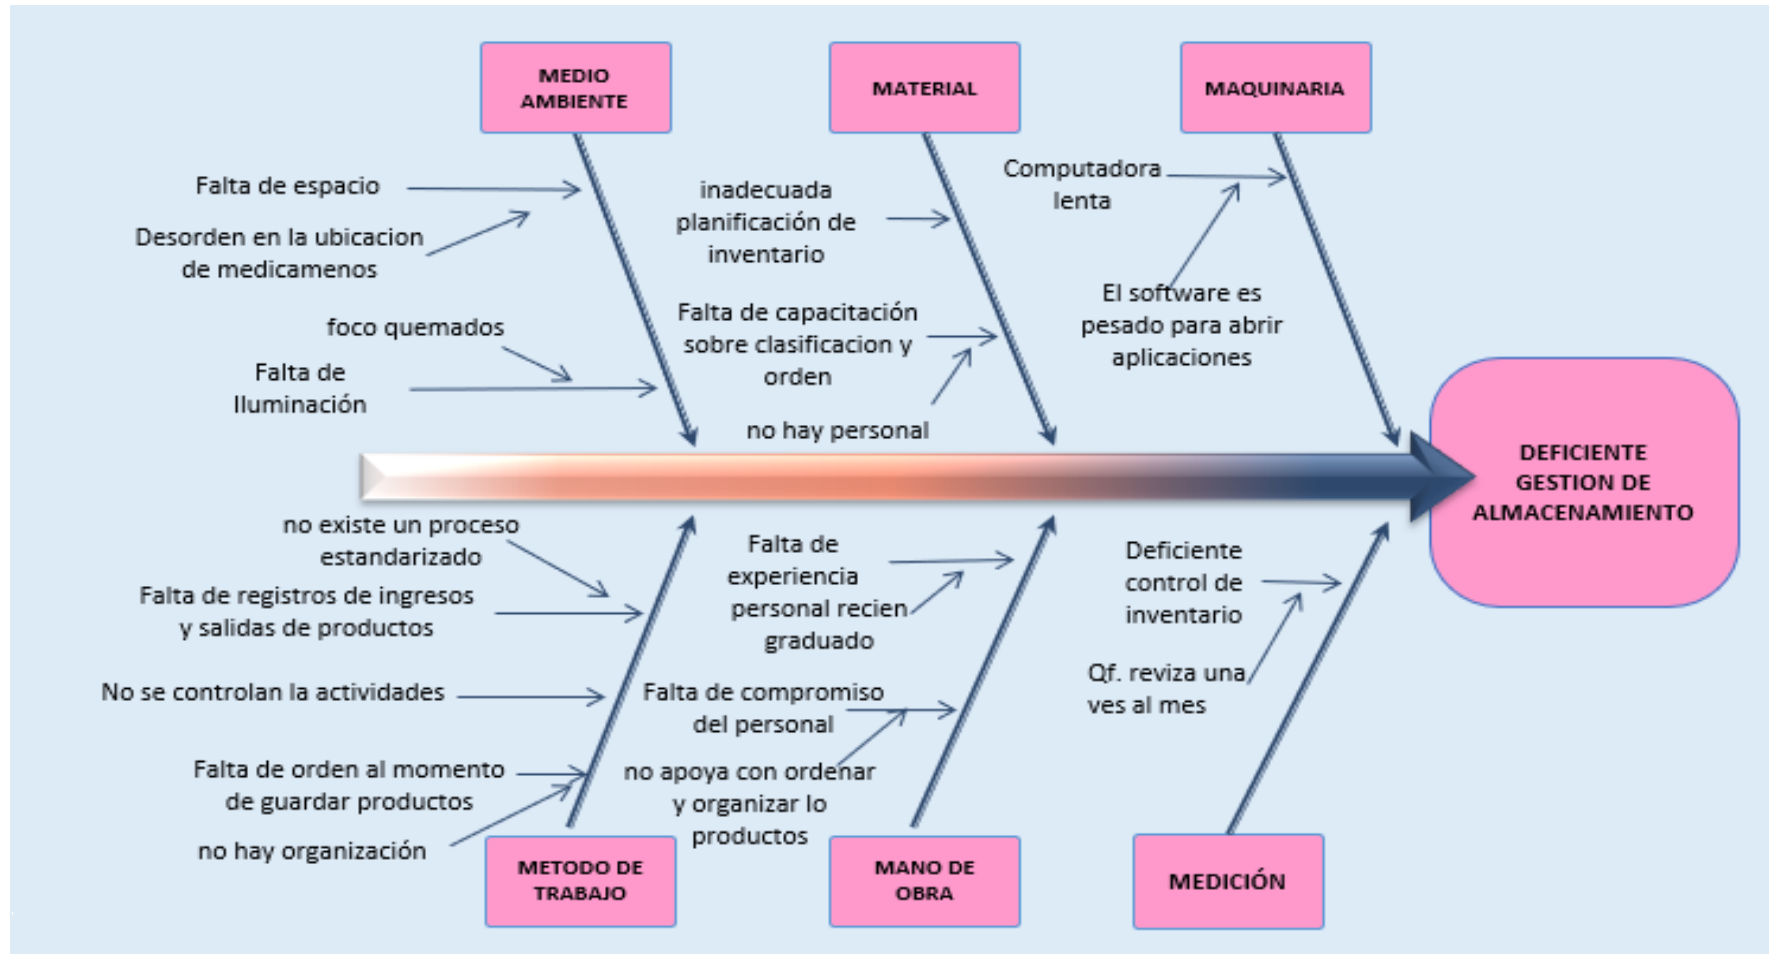 MEDIO
AMBIENTE
MATERIAL
MAQUINARIA
Falta de espacio
Desorden en la ubicacion
de medicamenos
foco quemados
Falta de
Iluminación
inadecuada
planificación de
inventario
Falta de capacitación
sobre clasificacion y
orden
no hay personal
Computadora
lenta
El software es
pesado para abrir
aplicaciones
DEFICIENTE
GESTION DE
ALMACENAMIENTO
no existe un proceso
estandarizado
Falta de registros de ingresos
y salidas de productos
No se controlan la actividades
Falta de orden al momento
de guardar productos
no hay organización
Falta de
experiencia
personal recien
graduado
Falta de compromiso
del personal
no apoya con ordenar
y organizar lo
productos
Deficiente
control de
inventario
Qf. reviza una
ves al mes
METODO DE
TRABAJO
MANO DE
OBRA
MEDICIÓN